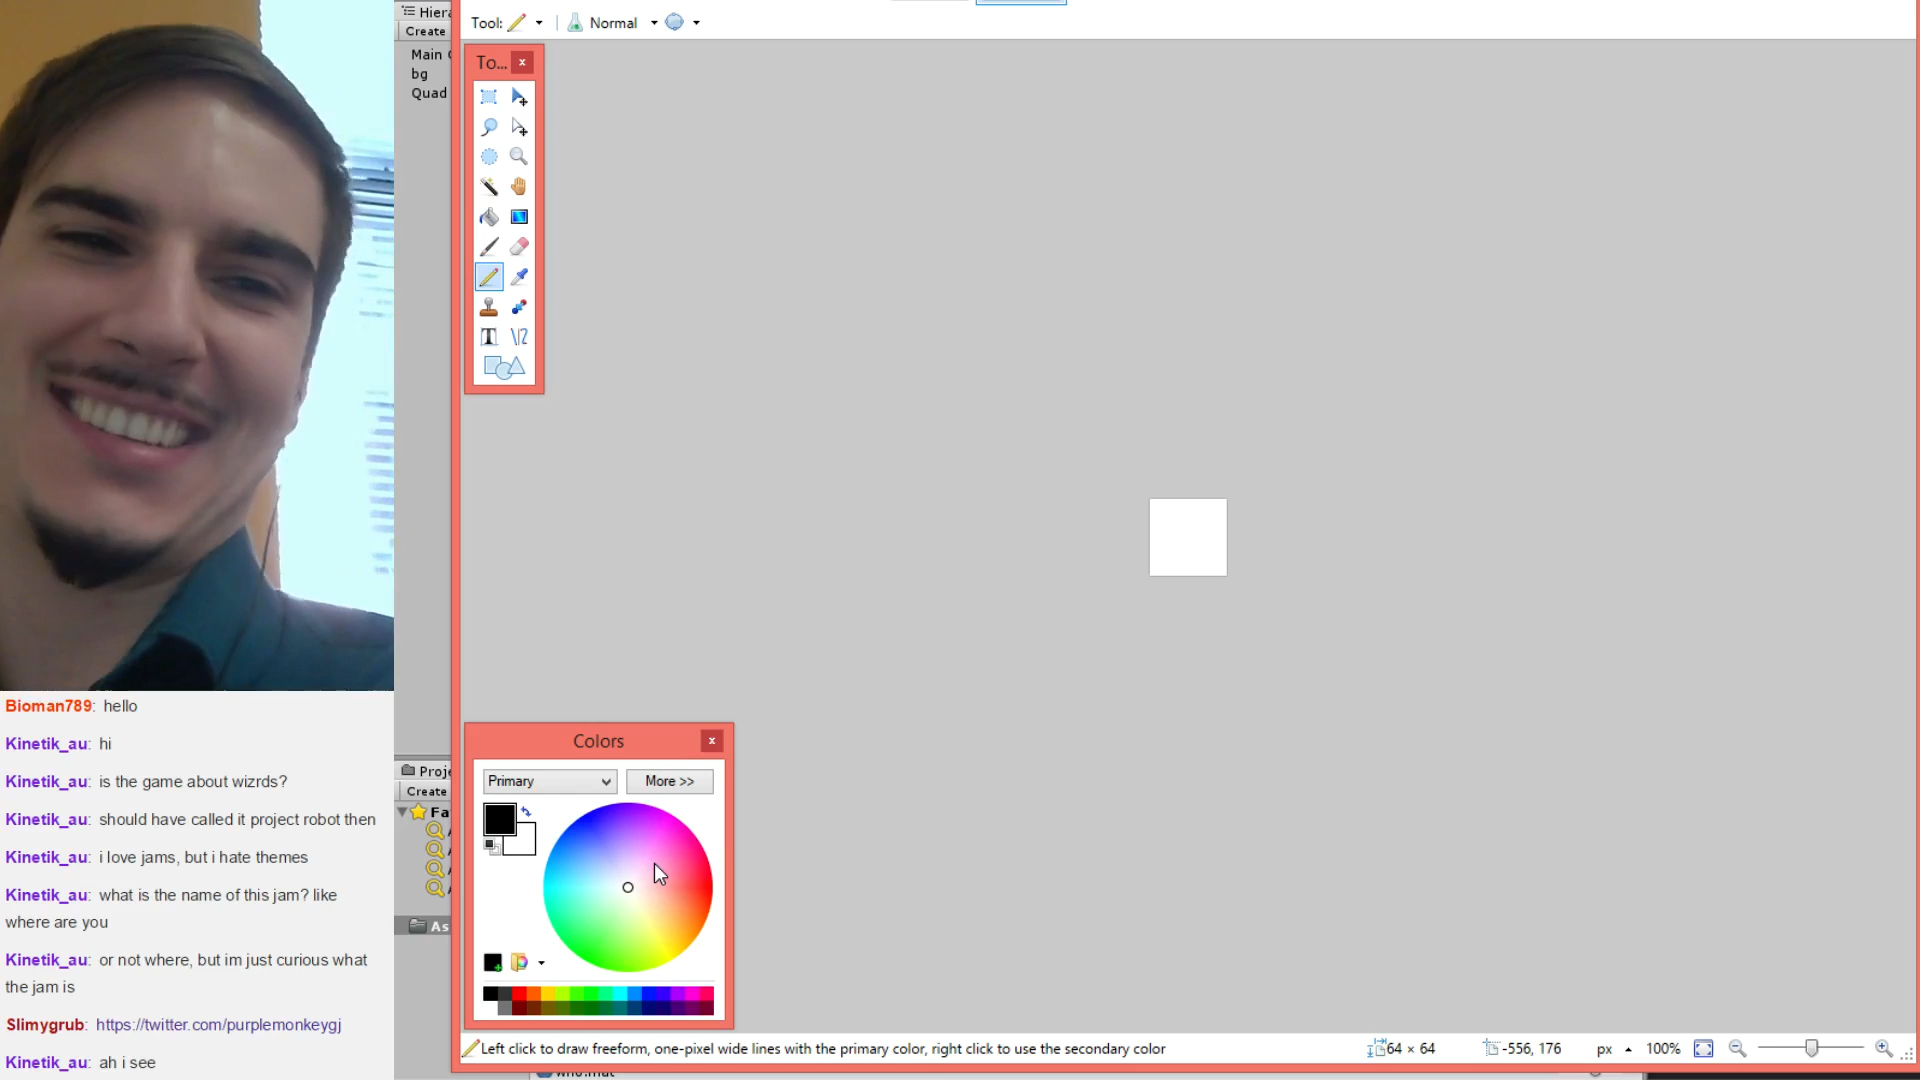 Hiera
Create
Main
bg
Quad
Tool:
Normal
To...
Bioman789: hello
Kinetik_au: hi
Kinetik_au: is the game about wizrds?
Kinetik_au: should have called it project robot then
Kinetik_au: i love jams, but i hate themes
Kinetik_au: what is the name of this jam? like
where are you
Kinetik_au: or not where, but im just curious what
the jam is
Slimygrub: https://twitter.com/purplemonkeygj
Kinetik_au: ah i see
Proje
Create
Fa
As
Colors
Primary
More >>
Left click to draw freeform, one-pixel wide lines with the primary color, right click to use the secondary color
64 × 64
-556, 176
px
100%